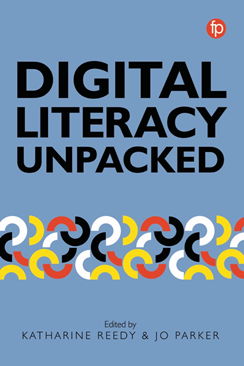 fp
DIGITAL
LITERACY
UNPACKED
Edited by
KATHARINE REEDY & JO PARKER